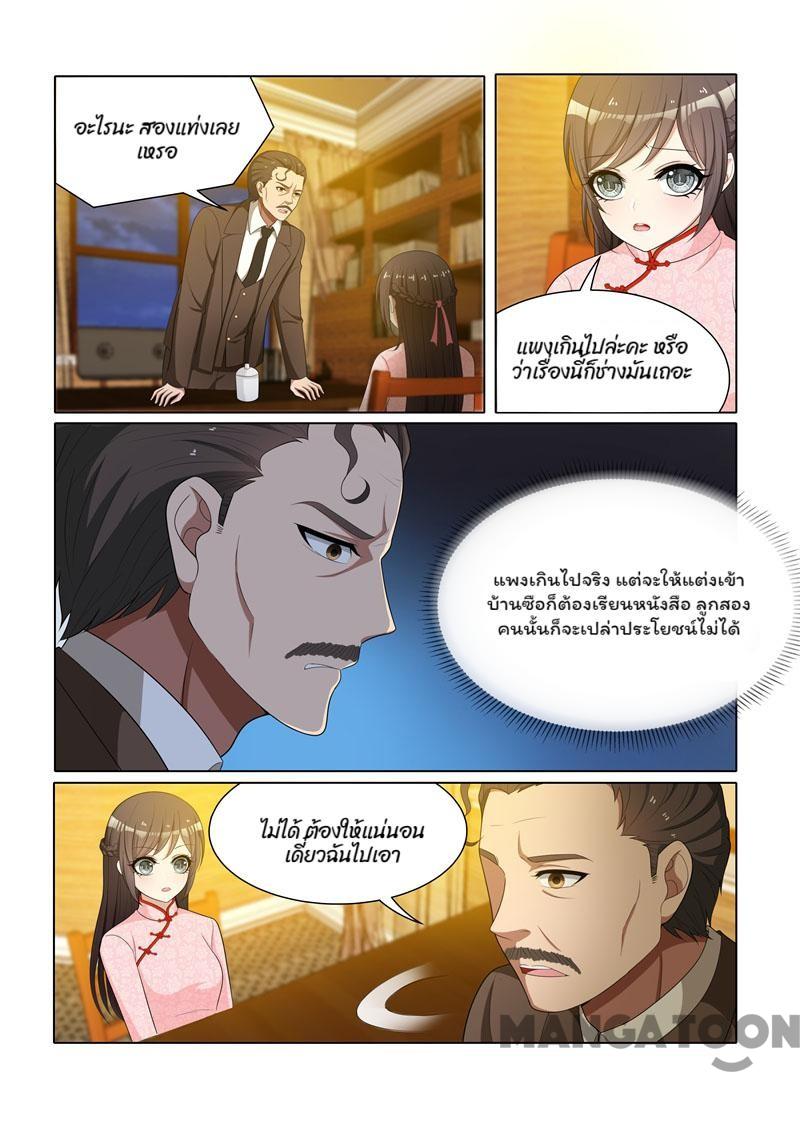 อะไรนะ สองแท่งเลย
เหรอ
แพงเกินไปล่ะคะ หรือ
ว่าเรื่องนี้ก็ช่างมันเถอะ
แพงเกินไปจริง แต่จะให้แต่งเข้า
บ้านซือก็ต้องเรียนหนังสือ ลูกสอง
คนนั้นก็จะเปล่าประโยชน์ไม่ได้
ไม่ได้ ต้องให้แน่นอน
เดี๋ยวฉันไปเอา
MANGATOON